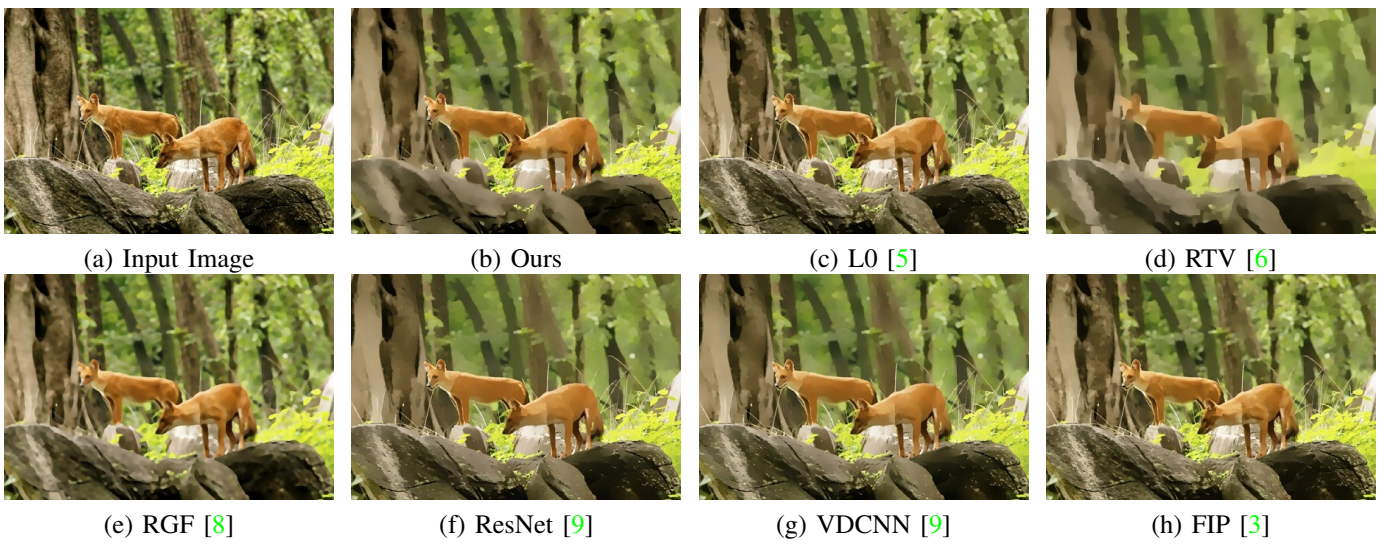 (a) Input Image
(b) Ours
(c) L0 [5]
(d) RTV [6]
(e) RGF [8]
(f) ResNet [9]
(g) VDCNN [9]
(h) FIP [3]